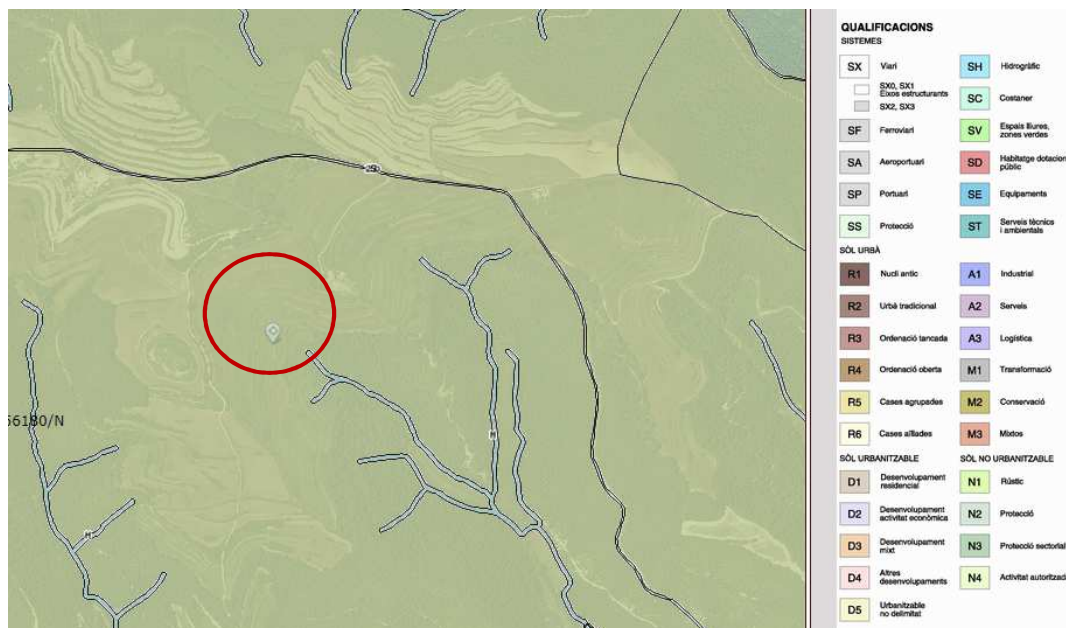 56180/N
H
H
QUALIFICACIONS
SISTEMES
SX Viari
SX0, SX1
Eixos estructurants
SX2, SX3
SF Ferroviari
SA Aeroportuari
SP Portuari
SS Protecció
SH Hidrogràfic
SC Costaner
SV Espais lliures,
zones verdes
SD Habitatge dotacion
públic
SE Equipaments
ST Serveis tècnics
i ambientals
SÒL URBÀ
R1 Nucli antic
R2 Urbà tradicional
R3 Ordenació tancada
R4 Ordenació oberta
R5 Cases agrupades
R6 Cases aïllades
A1 Industrial
A2 Serveis
A3 Logística
M1 Transformació
M2 Conservació
M3 Mixtos
SÒL URBANITZABLE
D1 Desenvolupament
residencial
D2 Desenvolupament
activitat econòmica
D3 Desenvolupament
mixt
D4 Altres
desenvolupaments
D5 Urbanitzable
no delimitat
SÒL NO URBANITZABLE
N1 Rústic
N2 Protecció
N3 Protecció sectorial
N4 Activitat autoritzad